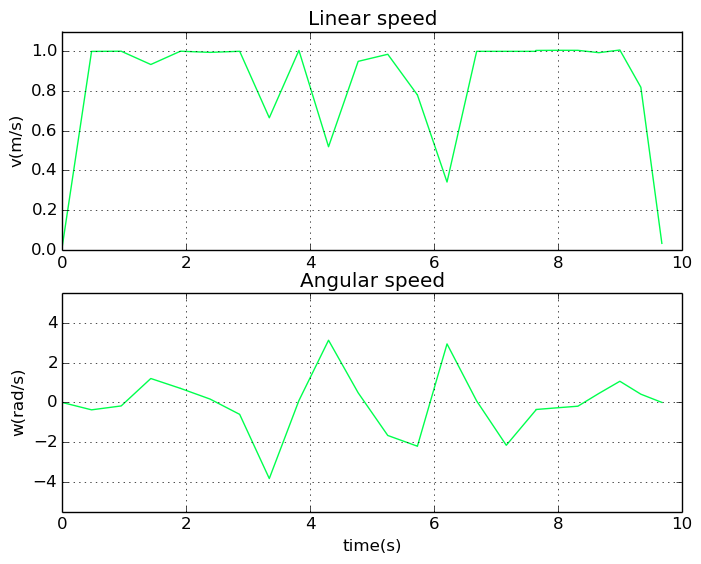 Linear speed
1.0
0.8
0.6
0.4
0.2
0.0
v(m/s)
0 2 4 6 8 10
Angular speed
4
2
0
−2
−4
w(rad/s)
0 2 4 6 8 10
time(s)